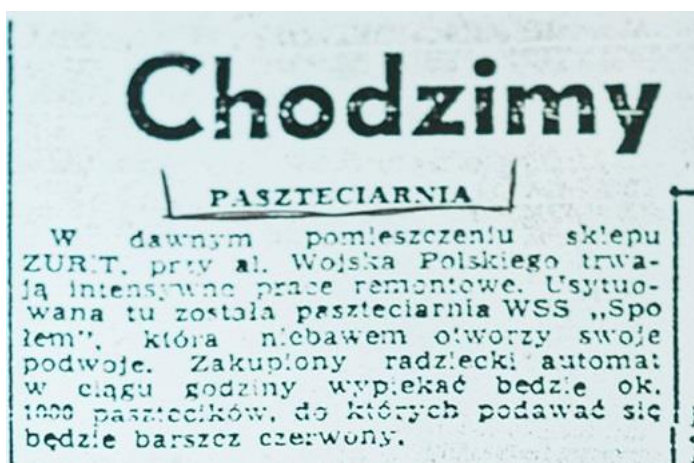 Chodzimy
PASZTECIARNIA
W dawnym pomieszczeniu sklepu
ZURiT, przy al. Wojska Polskiego trwa-
ją intensywne prace remontowe. Usytuo-
wana tu została paszteciarnia WSS „Spo
łem”, która niebawem otworzy swoje
podwoje. Zakupiony radziecki automat
w ciągu godziny wypiekać będzie ok.
1000 pasztecików, do których podawać się
będzie barszcz czerwony.